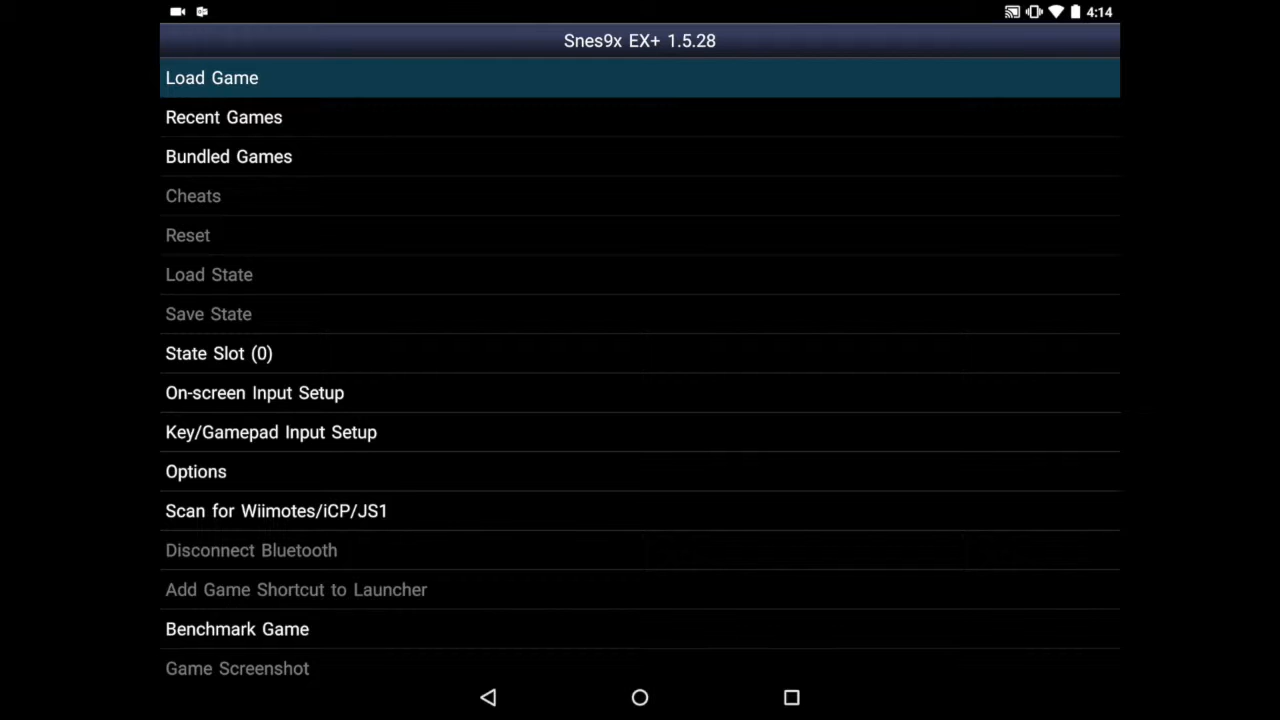 4:14
Snes9x EX+ 1.5.28
Load Game
Recent Games
Bundled Games
Cheats
Reset
Load State
Save State
State Slot (0)
On-screen Input Setup
Key/Gamepad Input Setup
Options
Scan for Wiimotes/iCP/JS1
Disconnect Bluetooth
Add Game Shortcut to Launcher
Benchmark Game
Game Screenshot